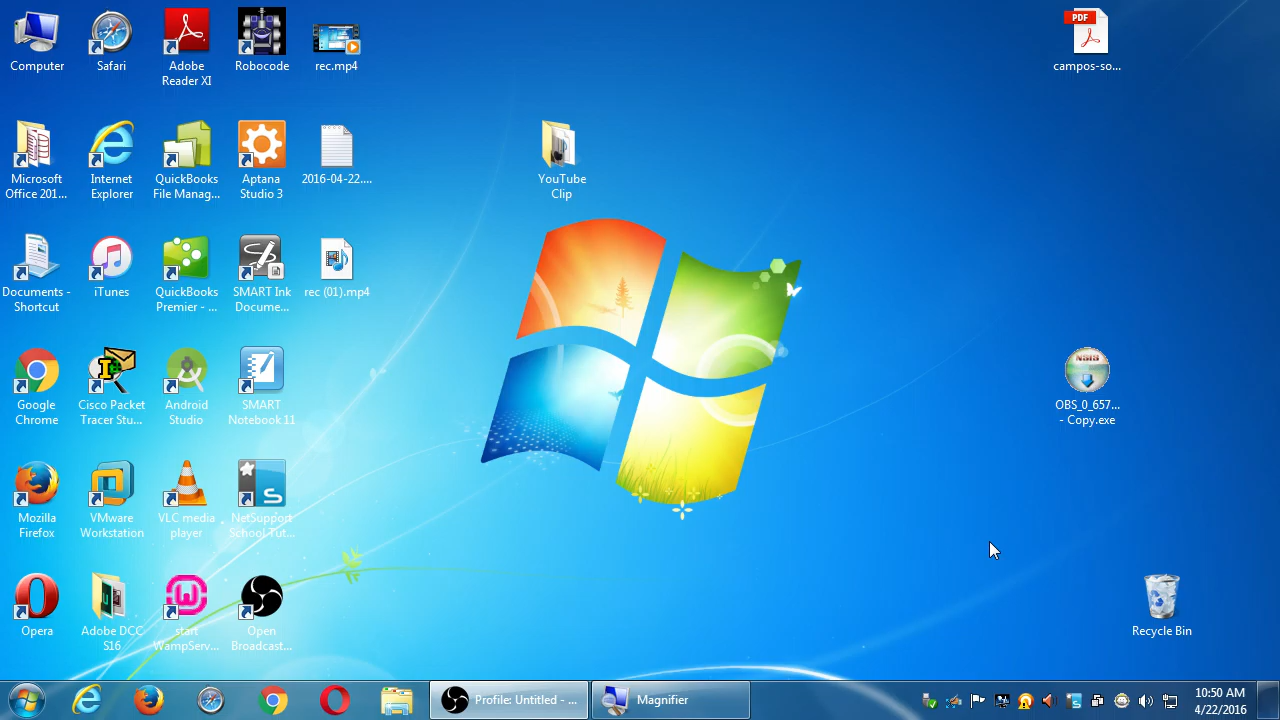 Computer
Safari
Adobe
Reader XI
Robocode
rec.mp4
PDF
campos-so...
Microsoft
Office 201...
Internet
Explorer
QuickBooks
File Manag...
Aptana
Studio 3
2016-04-22....
YouTube
Clip
Documents -
Shortcut
iTunes
QuickBooks
Premier - ...
SMART Ink
Docume...
rec (01).mp4
Google
Chrome
Cisco Packet
Tracer Stu...
Android
Studio
SMART
Notebook 11
NSIS
OBS_0_657...
- Copy.exe
Mozilla
Firefox
VMware
Workstation
VLC media
player
NetSupport
School Tut...
Opera
Adobe DCC
S16
start
WampServ...
Open
Broadcast...
Recycle Bin
Profile: Untitled - ...
Magnifier
10:50 AM
4/22/2016